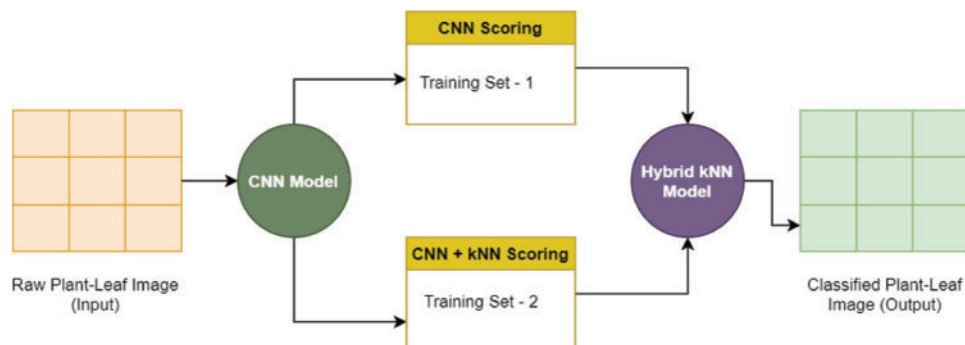 CNN Scoring
Training Set - 1
CNN Model
Hybrid kNN
Model
CNN + kNN Scoring
Training Set - 2
Raw Plant-Leaf Image
(Input)
Classified Plant-Leaf
Image (Output)